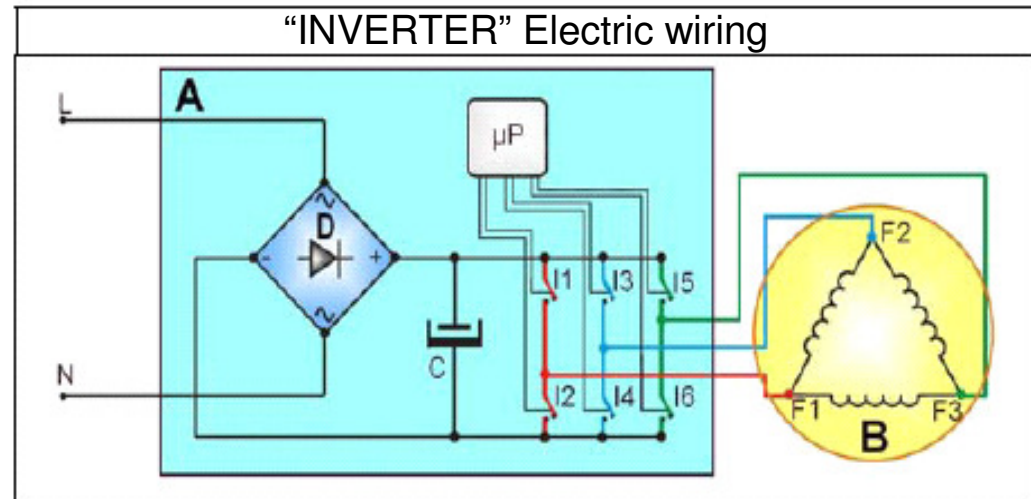 “INVERTER” Electric wiring
A
L
µP
D
~
- +
~
I1 I3 I5
F2
C
N
I2 I4 I6
F1 F3
B